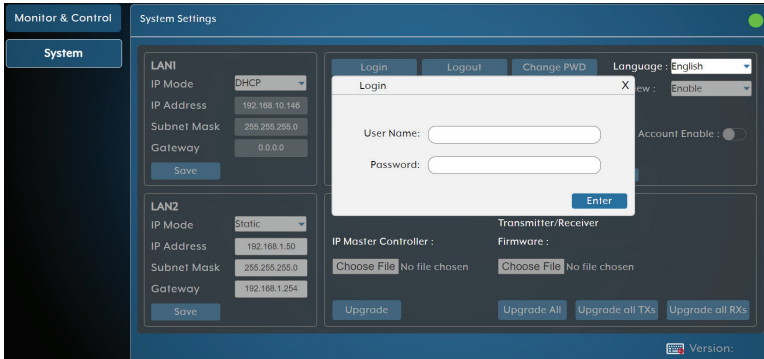 Monitor & Control
System
System Settings
LAN1
IP Mode DHCP
IP Address 192.168.10.146
Subnet Mask 255.255.255.0
Gateway 0.0.0.0
Save
Login Logout Change PWD Language : English
iew : Enable
Account Enable :
Login X
User Name:
Password:
Enter
LAN2
IP Mode Static
IP Address 192.168.1.50
Subnet Mask 255.255.255.0
Gateway 192.168.1.254
Save
IP Master Controller :
Choose File No file chosen
Upgrade
Transmitter/Receiver
Firmware :
Choose File No file chosen
Upgrade All Upgrade all TXs Upgrade all RXs
Version: